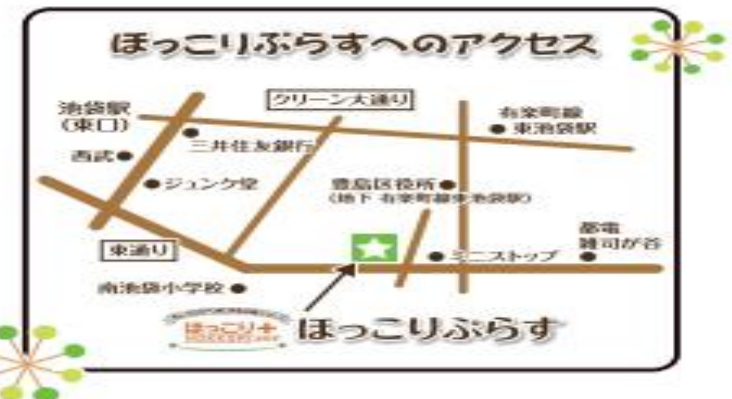 ほっこりぷらすへのアクセス
池袋駅
(東口)
グリーン大通り
有楽町線
東池袋駅
三井住友銀行
西武
ジュンク堂
豊島区役所
(地下 有楽町線東池袋駅)
都電
雑司が谷
東通り
ミニストップ
南池袋小学校
ほっこり+
ほっこりぷらす